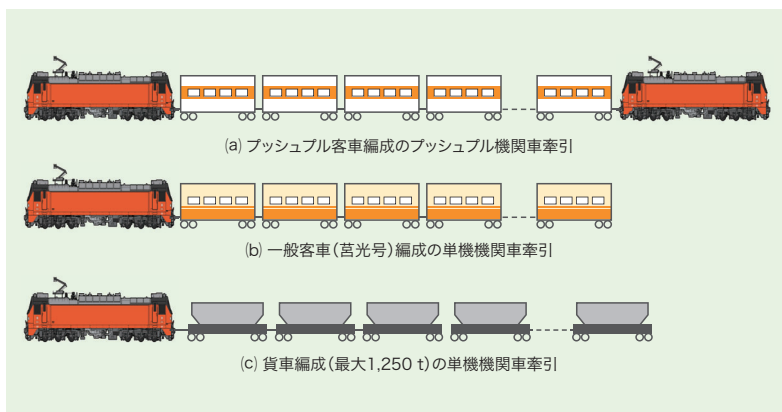 (a) プッシュプル客車編成のプッシュプル機関車牽引
(b) 一般客車(莒光号)編成の単機機関車牽引
(c) 貨車編成(最大1,250 t)の単機機関車牽引